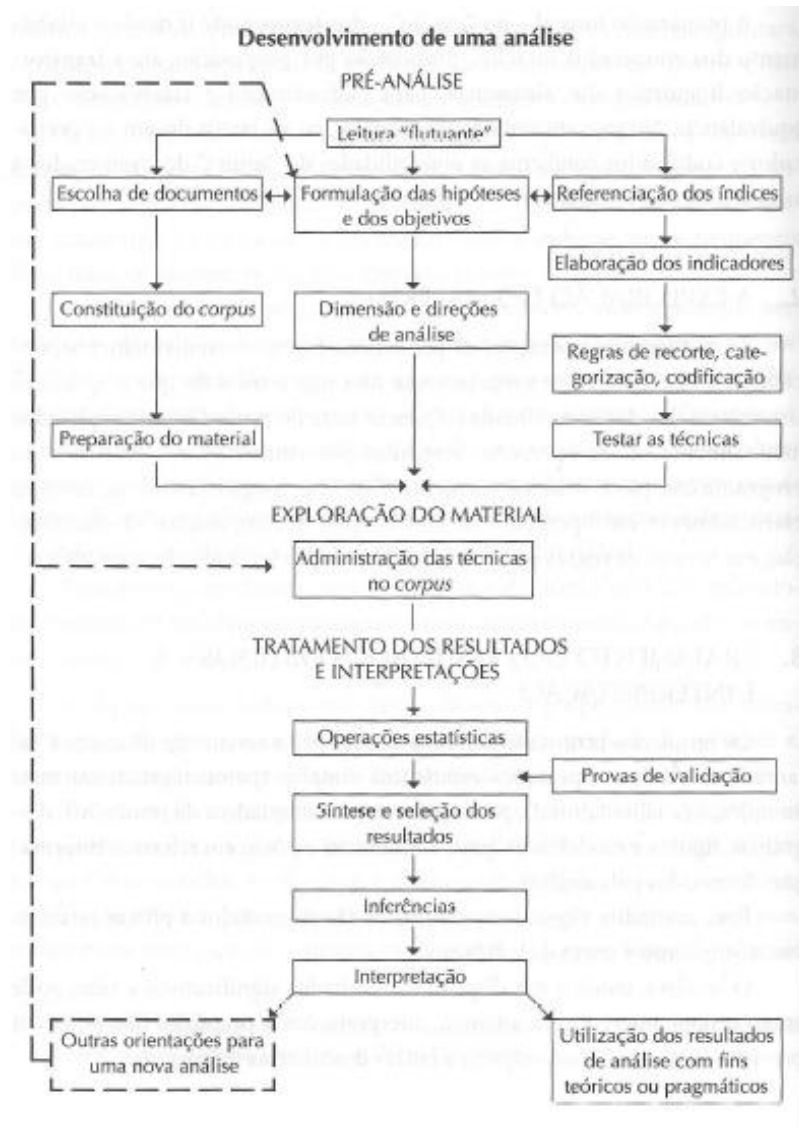 Desenvolvimento de uma análise
PRÉ-ANÁLISE
Leitura "flutuante"
Escolha de documentos
Formulação das hipóteses
e dos objetivos
Referenciação dos índices
Elaboração dos indicadores
Constituição do corpus
Dimensão e direções
de análise
Regras de recorte, cate-
gorização, codificação
Preparação do material
Testar as técnicas
EXPLORAÇÃO DO MATERIAL
Administração das técnicas
no corpus
TRATAMENTO DOS RESULTADOS
E INTERPRETAÇÕES
Operações estatísticas
Provas de validação
Síntese e seleção dos
resultados
Inferências
Interpretação
Outras orientações para
uma nova análise
Utilização dos resultados
de análise com fins
teóricos ou pragmáticos